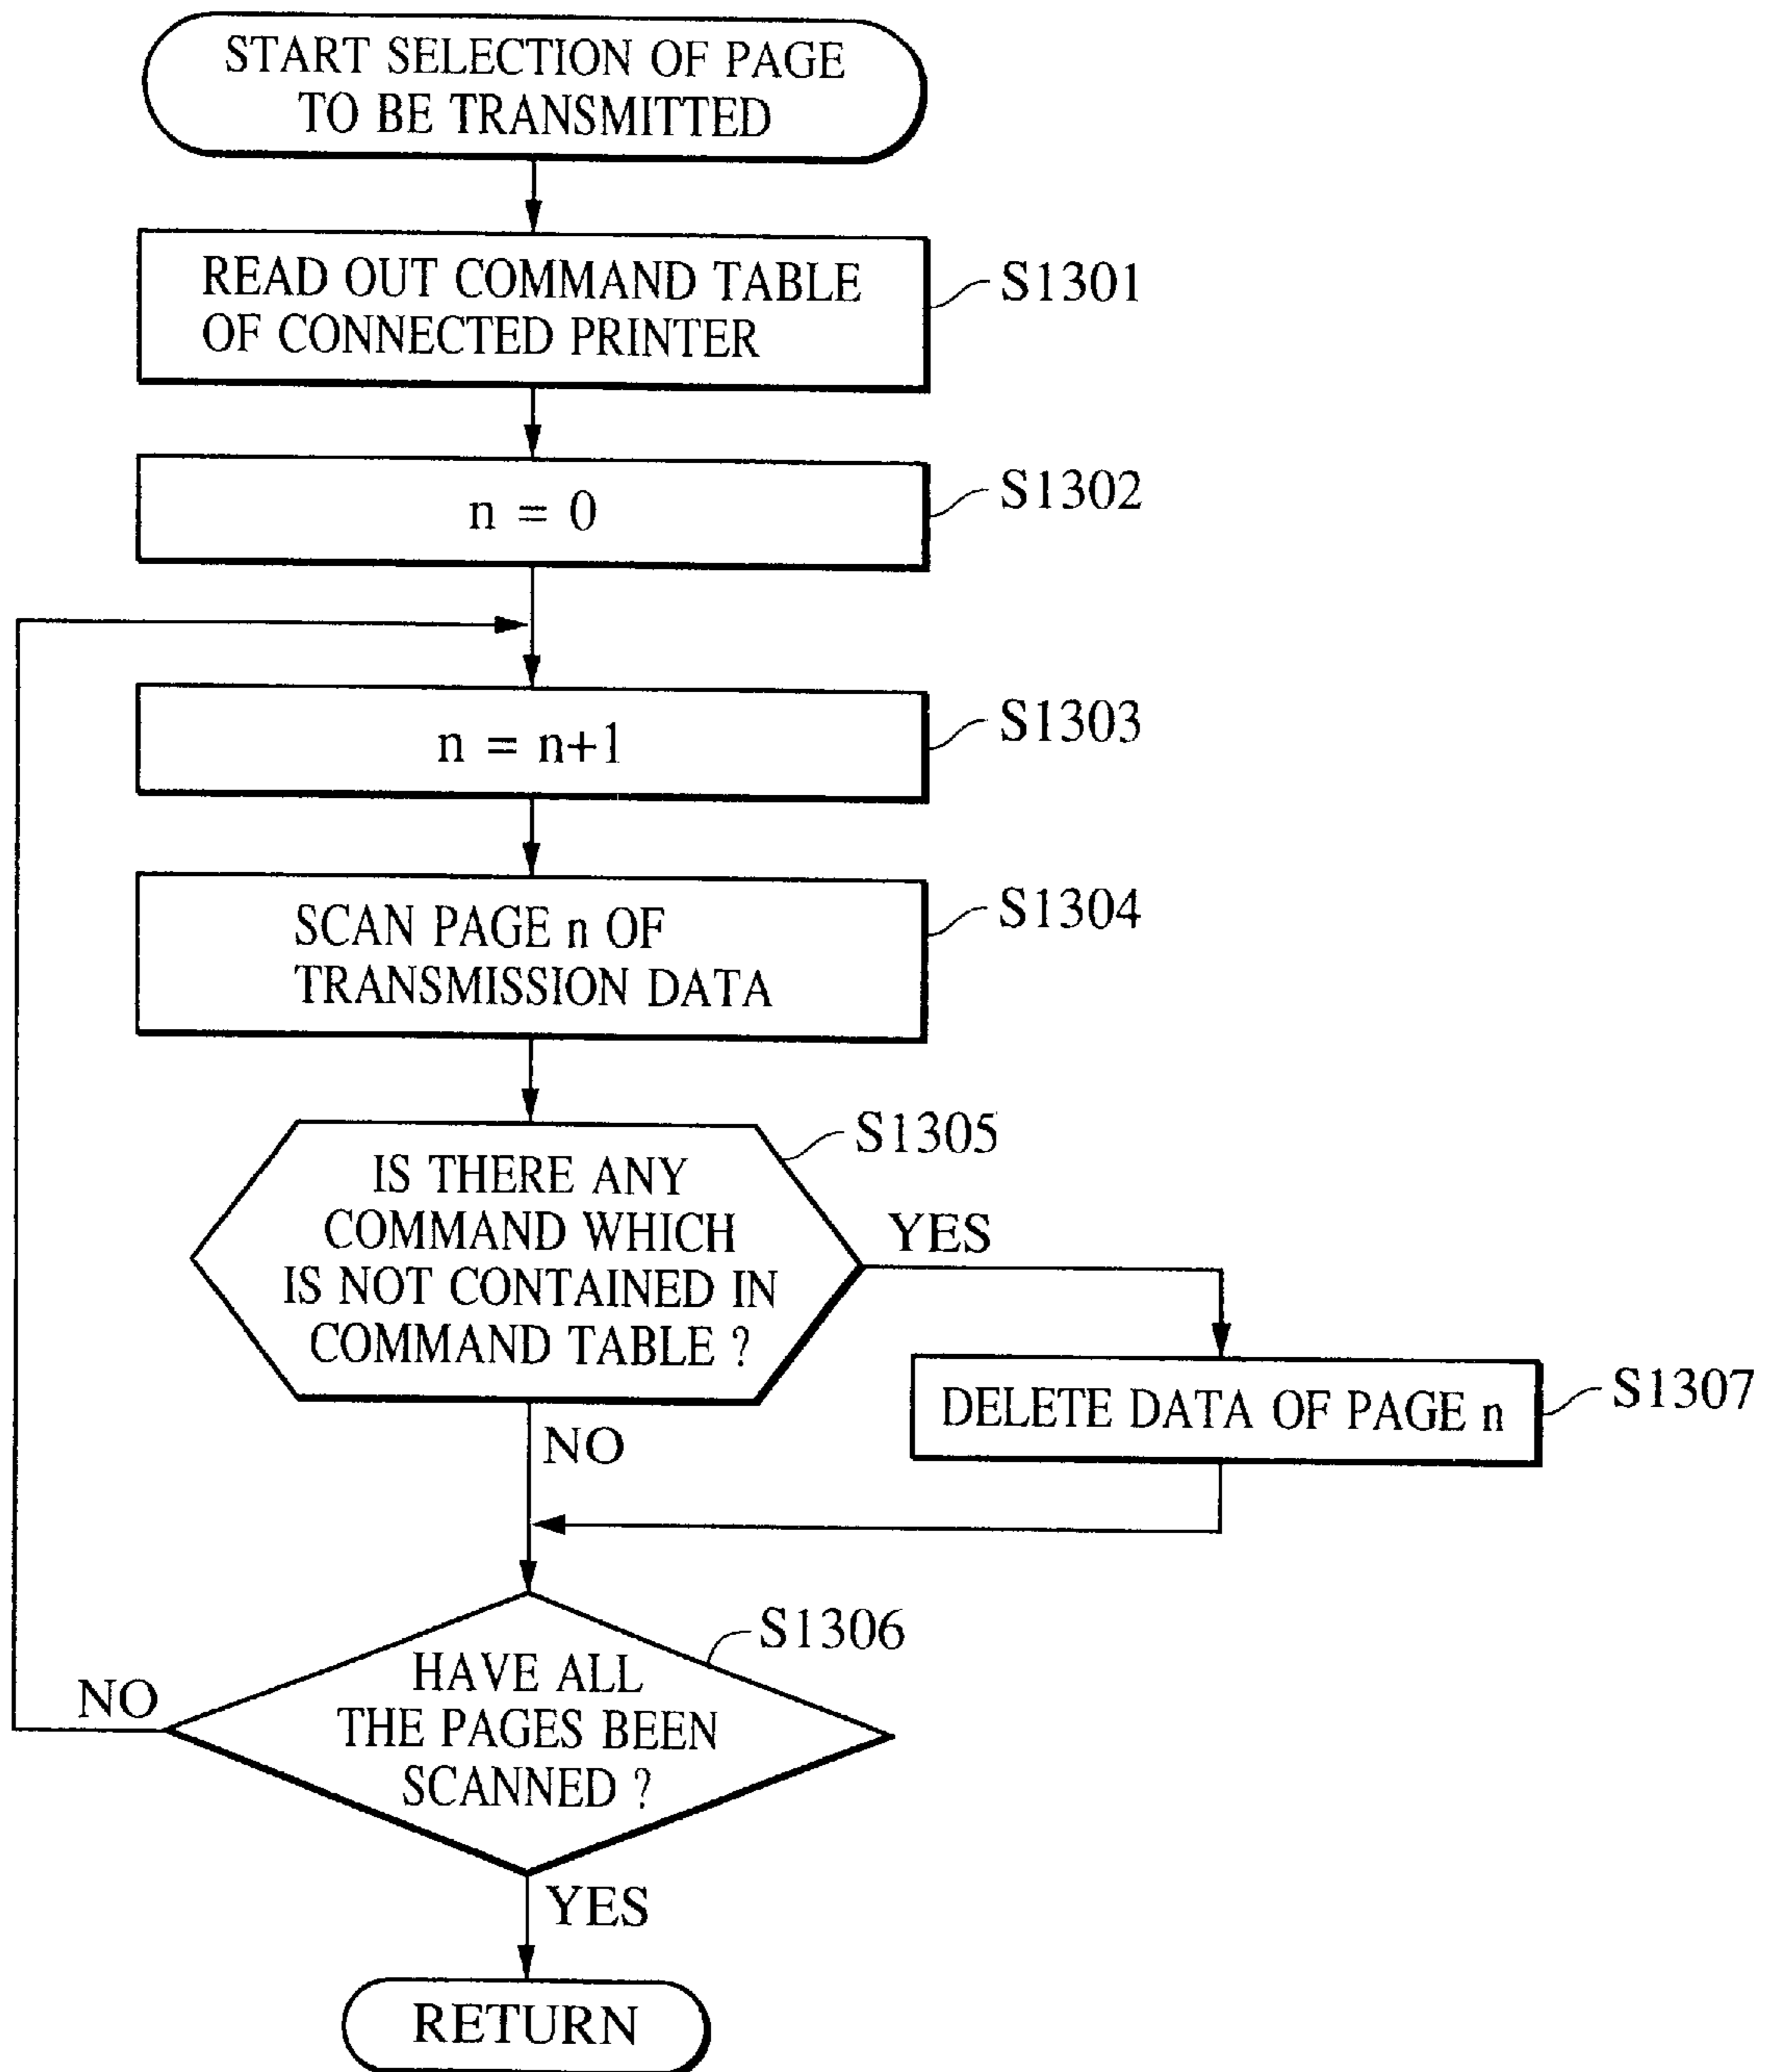 START SELECTION OF PAGE
TO BE TRANSMITTED
READ OUT COMMAND TABLE
OF CONNECTED PRINTER
S1301
n = 0
S1302
n = n+1
S1303
SCAN PAGE n OF
TRANSMISSION DATA
S1304
IS THERE ANY
COMMAND WHICH
IS NOT CONTAINED IN
COMMAND TABLE ?
S1305
YES
DELETE DATA OF PAGE n
S1307
NO
HAVE ALL
THE PAGES BEEN
SCANNED ?
S1306
NO
YES
RETURN